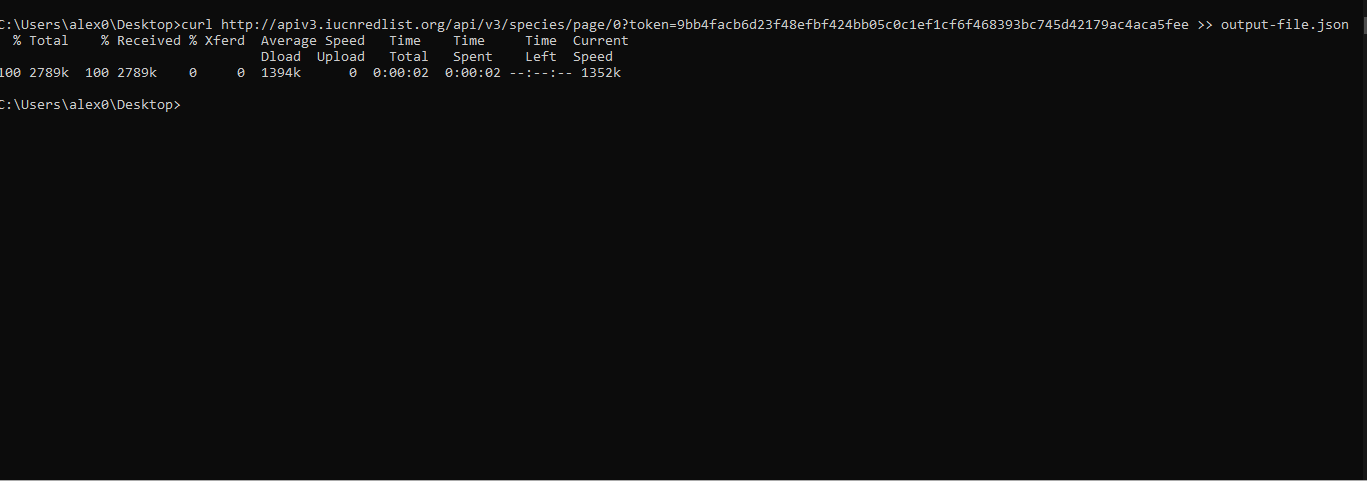 C:\Users\alex0\Desktop>curl http://apiv3.iucnredlist.org/api/v3/species/page/0?token=9bb4facb6d23f48efbf424bb05c0c1ef1cf6f468393bc745d42179ac4aca5fee >> output-file.json
% Total % Received % Xferd Average Speed Time Time Time Current
Dload Upload Total Spent Left Speed
100 2789k 100 2789k 0 0 1394k 0 0:00:02 0:00:02 --:--:-- 1352k
C:\Users\alex0\Desktop>